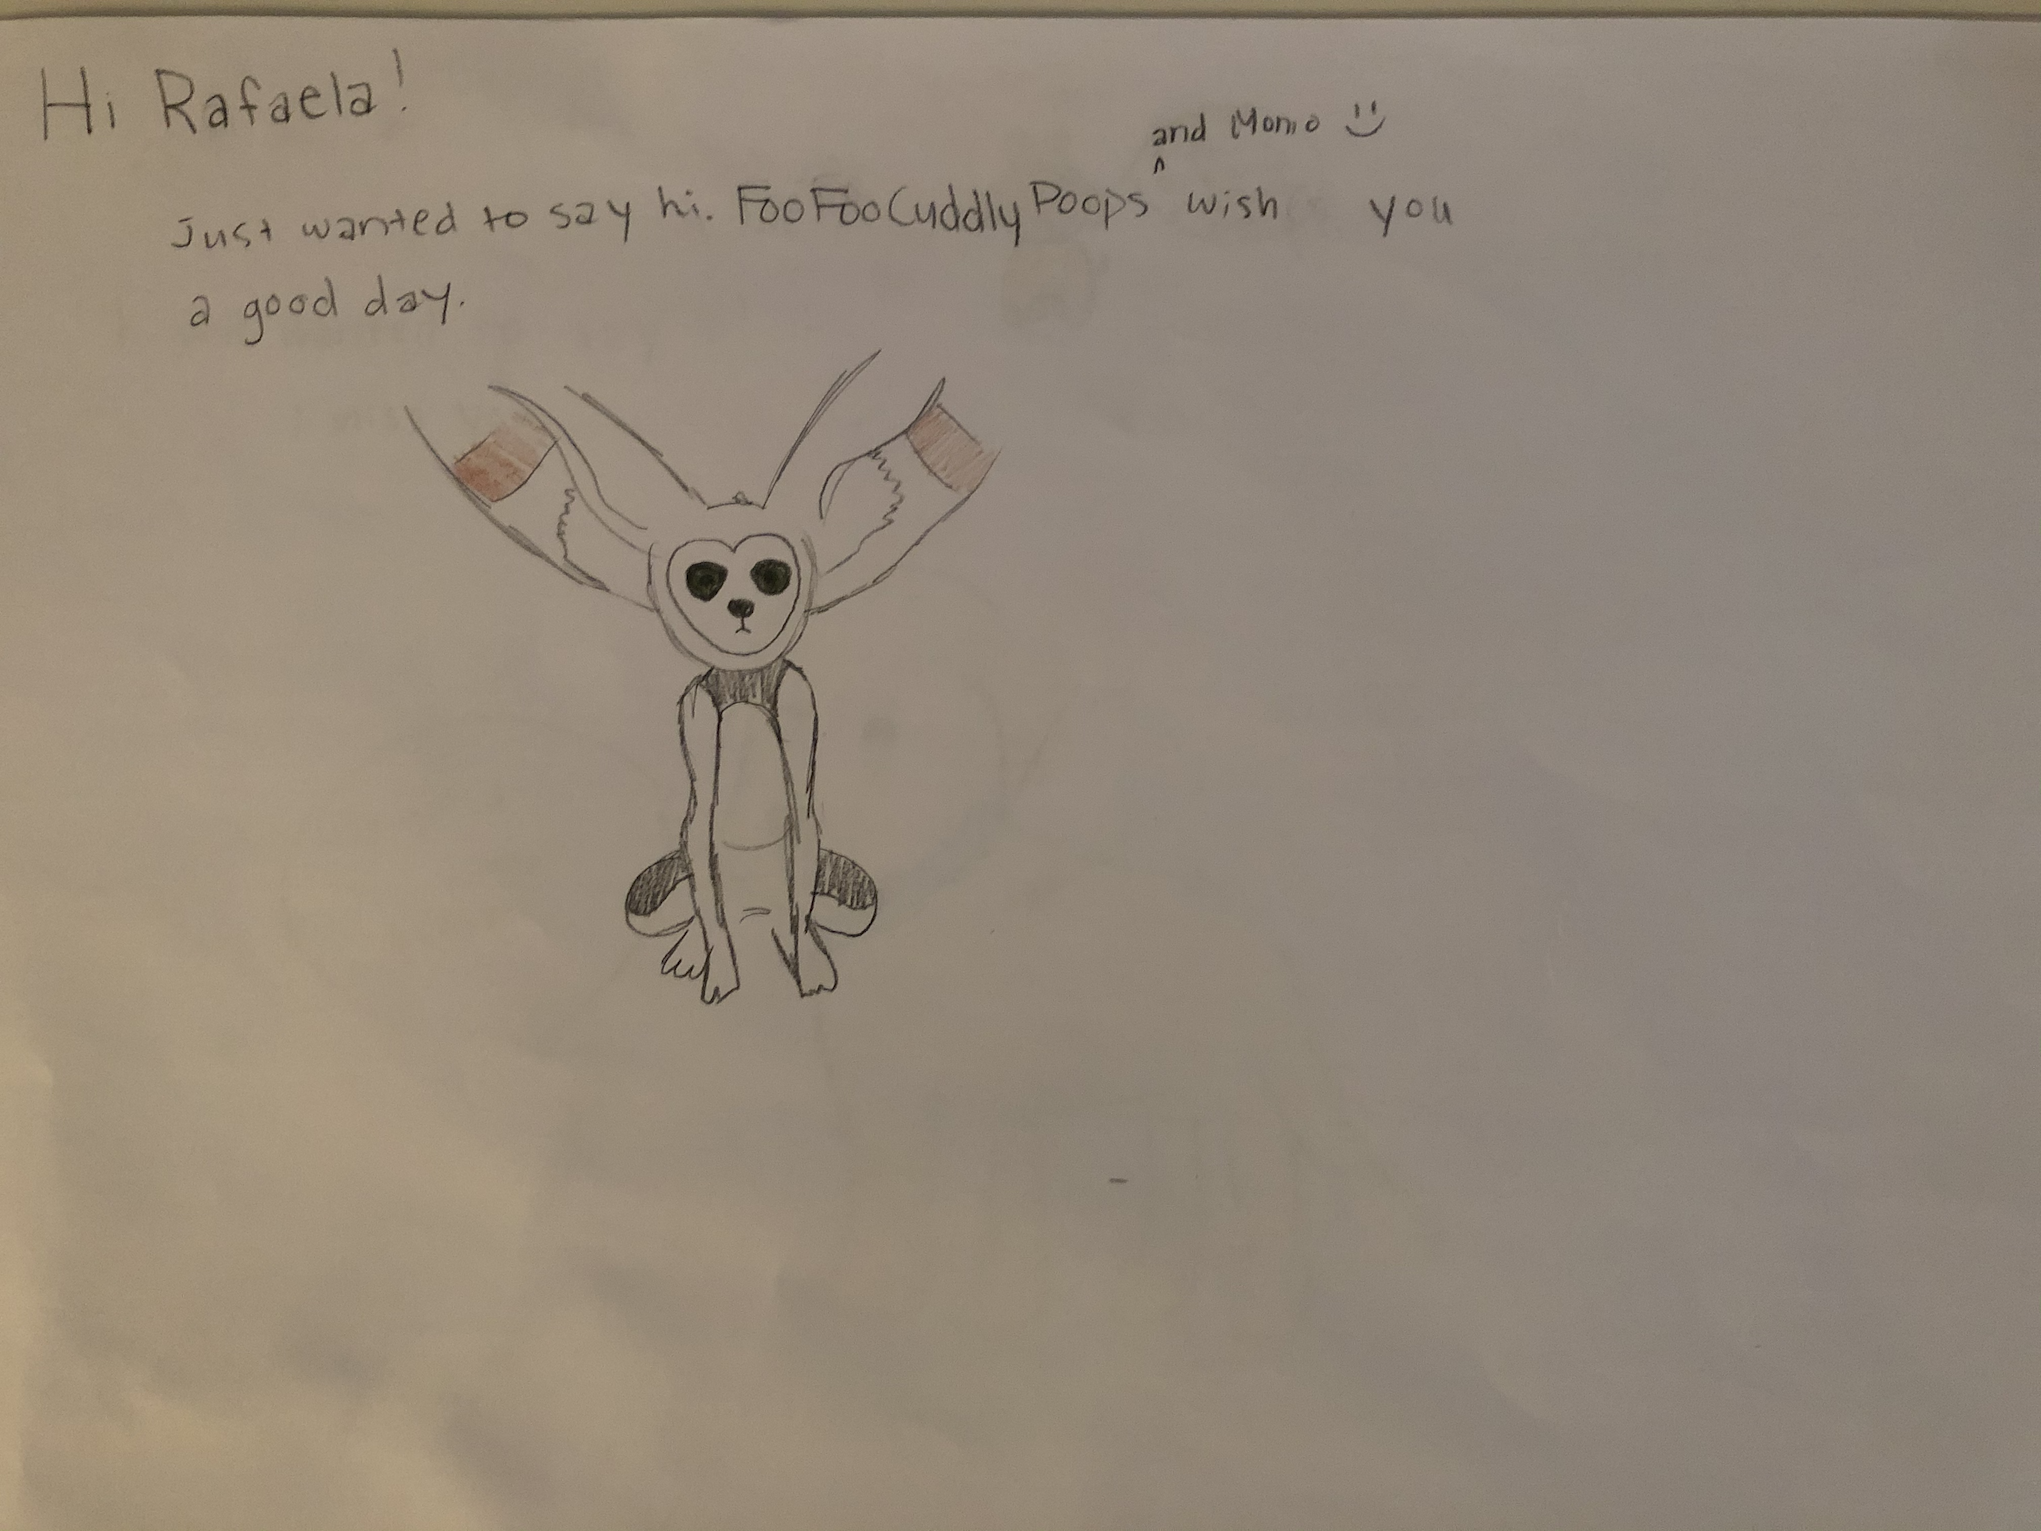 Hi Rafaela!
and Momo :)
Just wanted to say hi. FooFooCuddlyPoops ^ wish you
a good day.